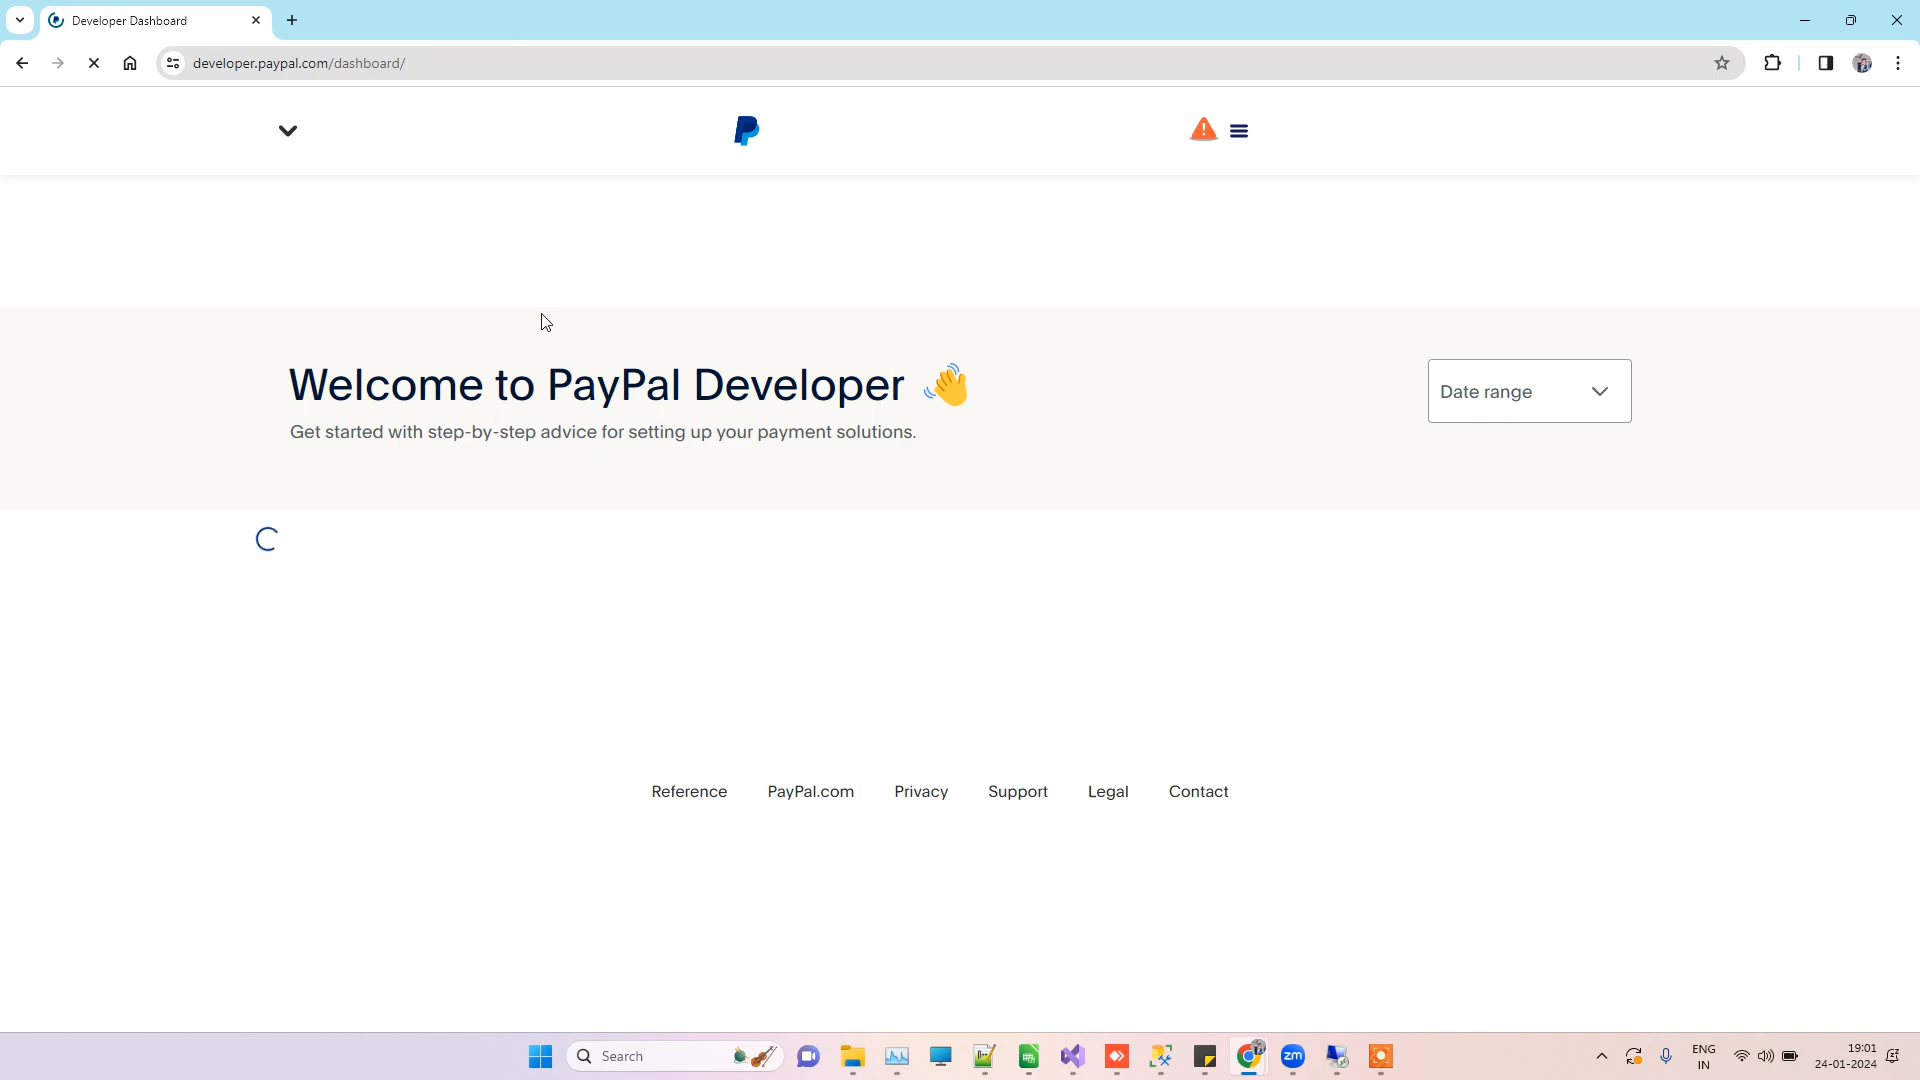 Developer Dashboard
developer.paypal.com/dashboard/
Welcome to PayPal Developer 👋
Get started with step-by-step advice for setting up your payment solutions.
Date range
Reference PayPal.com Privacy Support Legal Contact
Search
zm
ENG
IN
19:01
24-01-2024